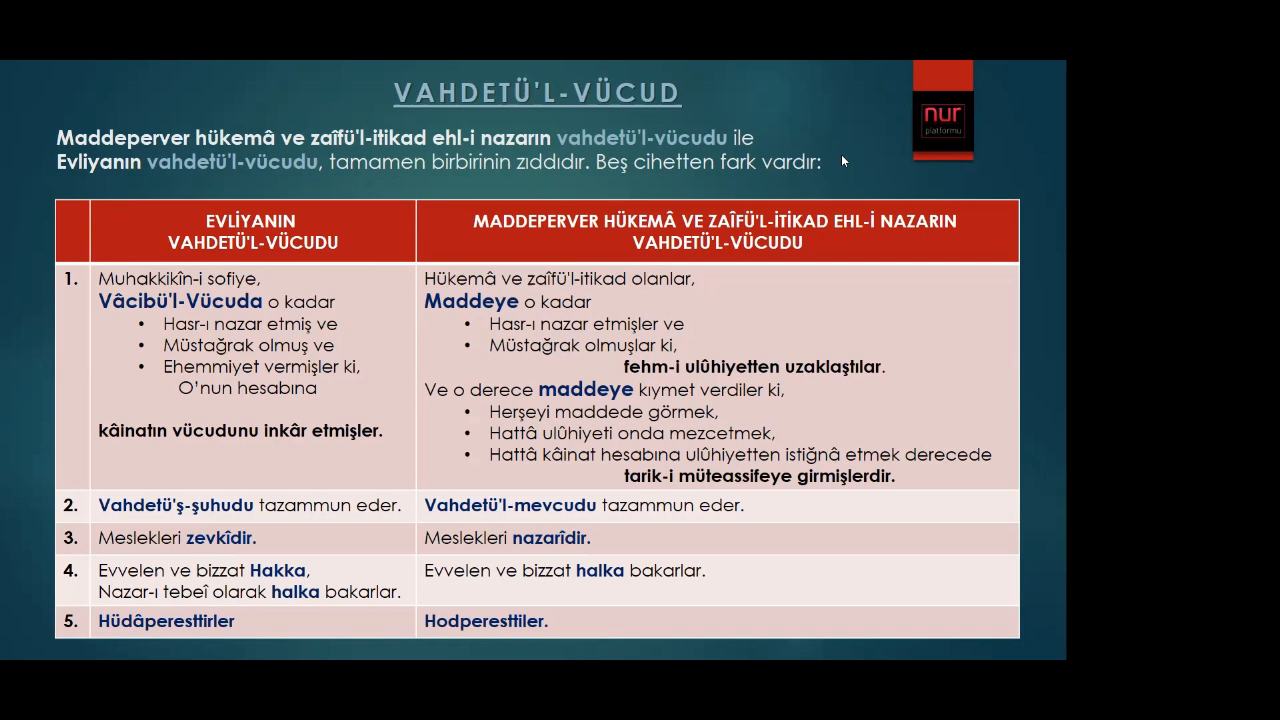 VAHDETÜ'L-VÜCUD
nur
platformu
Maddeperver hükemâ ve zaîfü'l-itikad ehl-i nazarın vahdetü'l-vücudu ile
Evliyanın vahdetü'l-vücudu, tamamen birbirinin zıddıdır. Beş cihetten fark vardır:
EVLİYANIN
VAHDETÜ'L-VÜCUDU
MADDEPERVER HÜKEMÂ VE ZAÎFÜ'L-İTİKAD EHL-İ NAZARIN
VAHDETÜ'L-VÜCUDU
1.
Muhakkikîn-i sofiye,
Vâcibü'l-Vücuda o kadar
• Hasr-ı nazar etmiş ve
• Müstağrak olmuş ve
• Ehemmiyet vermişler ki,
O'nun hesabına
kâinatın vücudunu inkâr etmişler.
Hükemâ ve zaîfü'l-itikad olanlar,
Maddeye o kadar
• Hasr-ı nazar etmişler ve
• Müstağrak olmuşlar ki,
fehm-i ulûhiyetten uzaklaştılar.
Ve o derece maddeye kıymet verdiler ki,
• Herşeyi maddede görmek,
• Hattâ ulûhiyeti onda mezcetmek,
• Hattâ kâinat hesabına ulûhiyetten istiğnâ etmek derecede
tarik-i müteassifeye girmişlerdir.
2.
Vahdetü'ş-şuhudu tazammun eder.
Vahdetü'l-mevcudu tazammun eder.
3.
Meslekleri zevkîdir.
Meslekleri nazarîdir.
4.
Evvelen ve bizzat Hakka,
Nazar-ı tebeî olarak halka bakarlar.
Evvelen ve bizzat halka bakarlar.
5.
Hüdâperesttirler
Hodperesttiler.